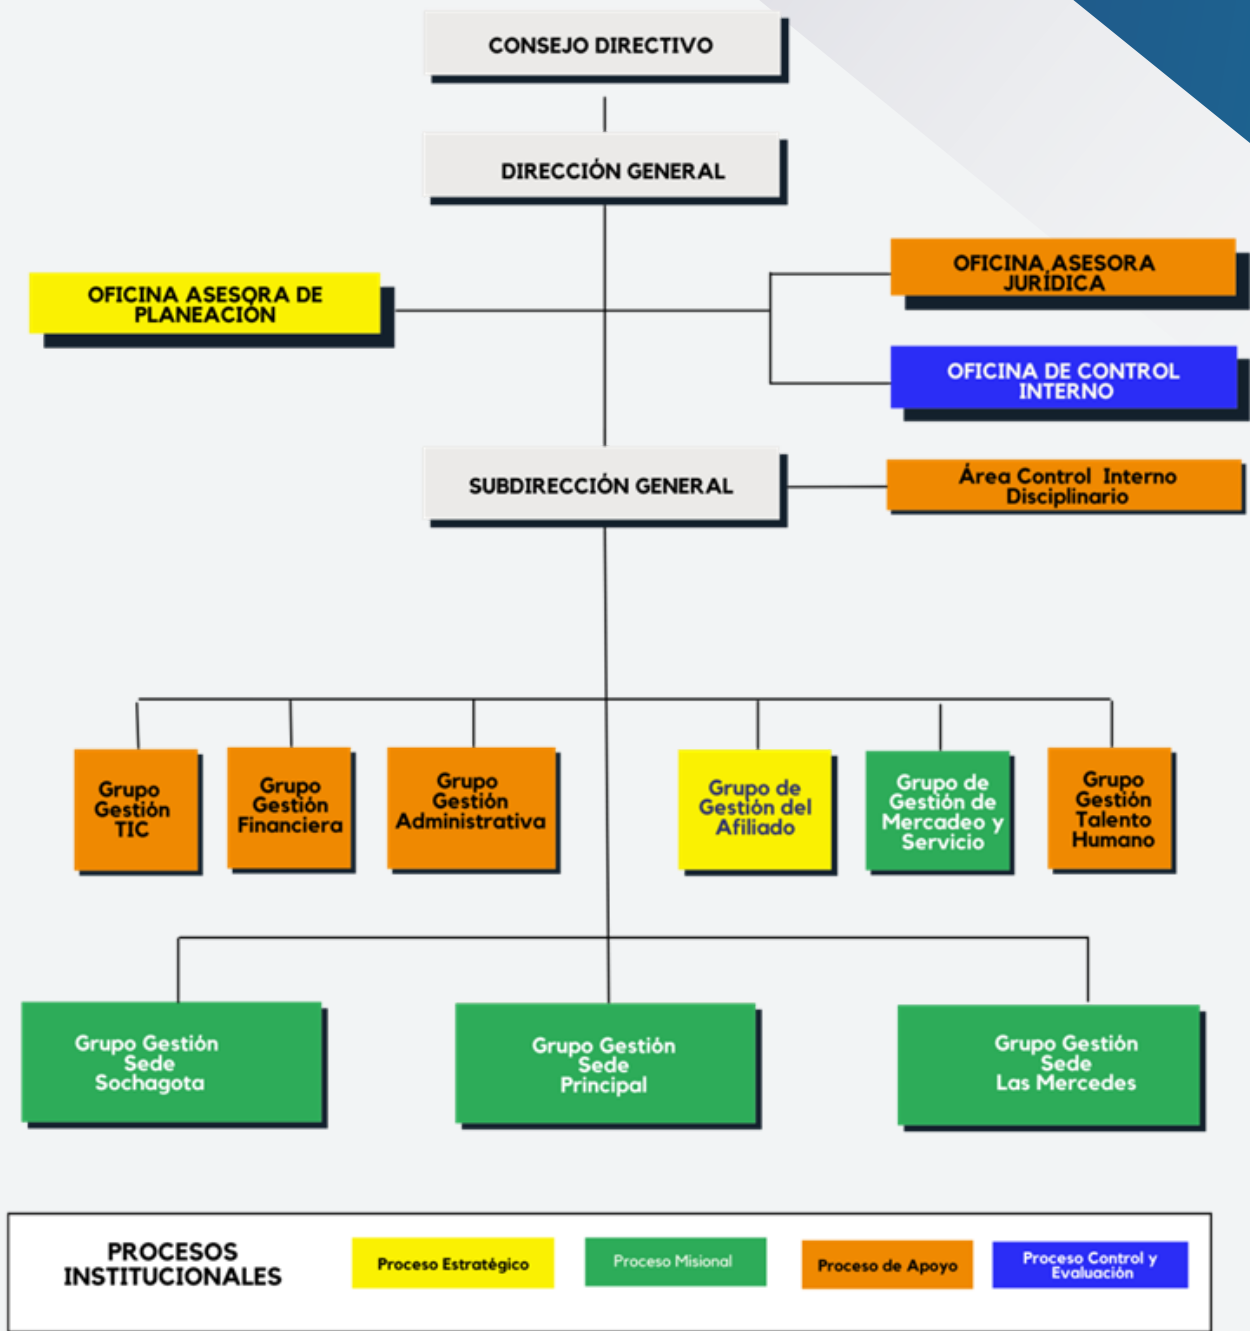 CONSEJO DIRECTIVO
DIRECCIÓN GENERAL
OFICINA ASESORA DE
PLANEACIÓN
OFICINA ASESORA
JURÍDICA
OFICINA DE CONTROL
INTERNO
SUBDIRECCIÓN GENERAL
Área Control Interno
Disciplinario
Grupo
Gestión
TIC
Grupo
Gestión
Financiera
Grupo
Gestión
Administrativa
Grupo de
Gestión del
Afiliado
Grupo de
Gestión de
Mercadeo y
Servicio
Grupo
Gestión
Talento
Humano
Grupo Gestión
Sede
Sochagota
Grupo Gestión
Sede
Principal
Grupo Gestión
Sede
Las Mercedes
PROCESOS
INSTITUCIONALES
Proceso Estratégico
Proceso Misional
Proceso de Apoyo
Proceso Control y
Evaluación